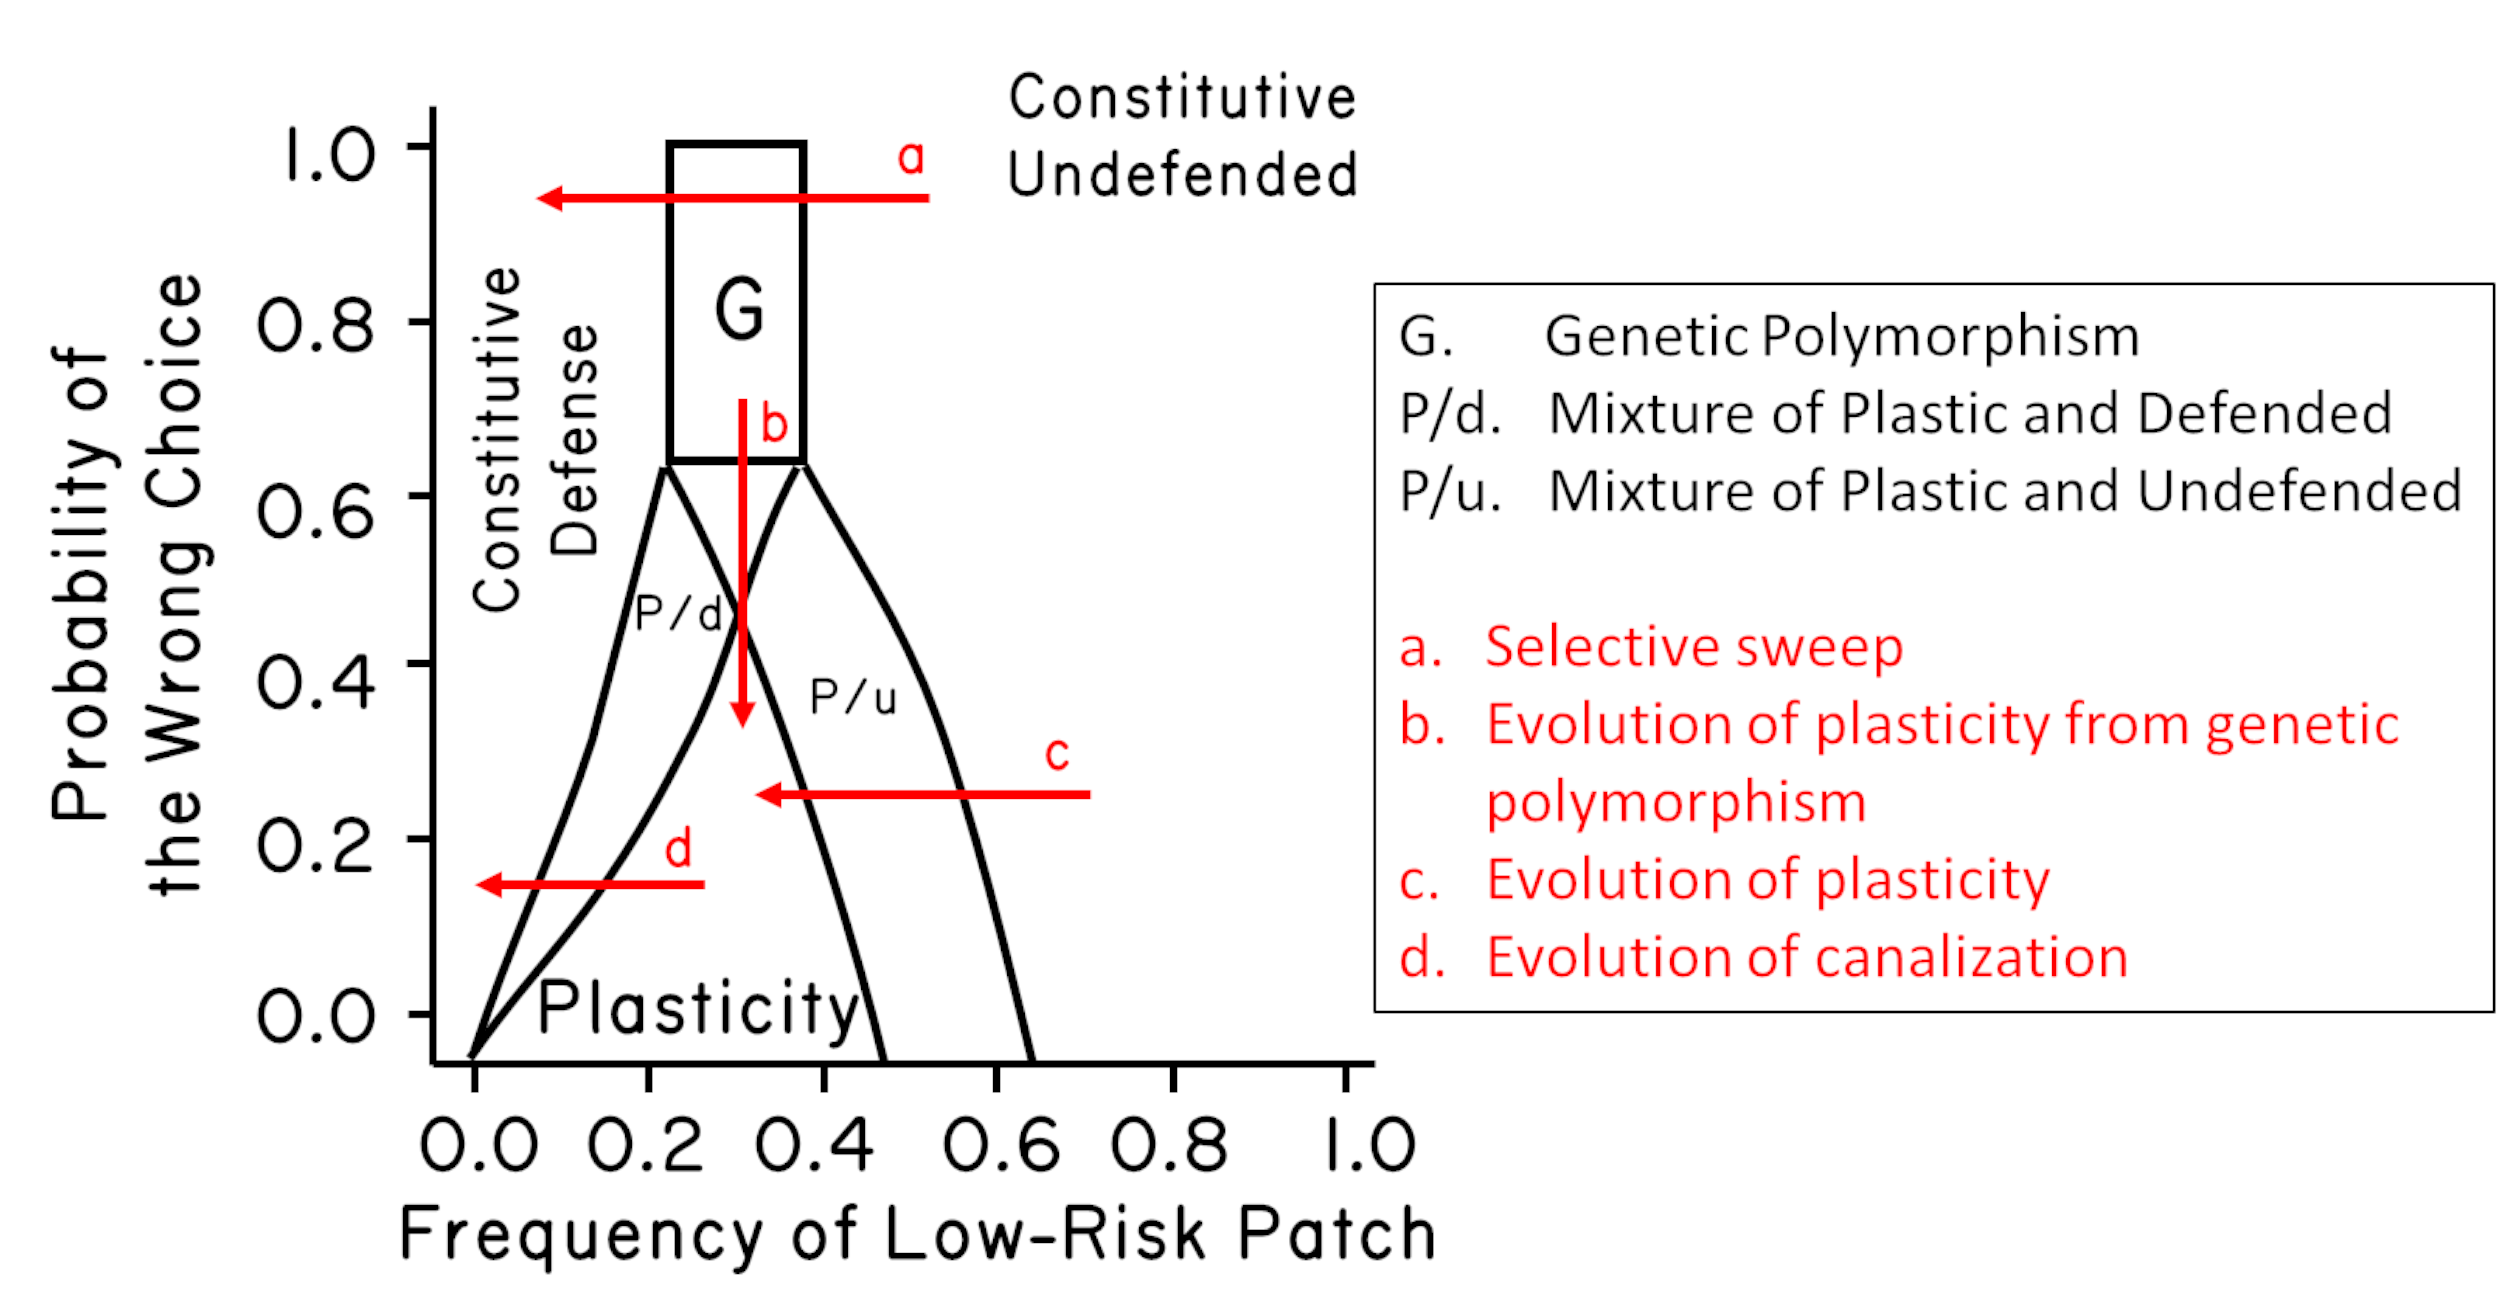 Constitutive
Undefended
a
1.0
0.8
0.6
0.4
0.2
0.0
Probability of
the Wrong Choice
Constitutive
Defense
G
b
P/d
P/u
c
d
Plasticity
0.0 0.2 0.4 0.6 0.8 1.0
Frequency of Low-Risk Patch
G. Genetic Polymorphism
P/d. Mixture of Plastic and Defended
P/u. Mixture of Plastic and Undefended
a. Selective sweep
b. Evolution of plasticity from genetic
polymorphism
c. Evolution of plasticity
d. Evolution of canalization